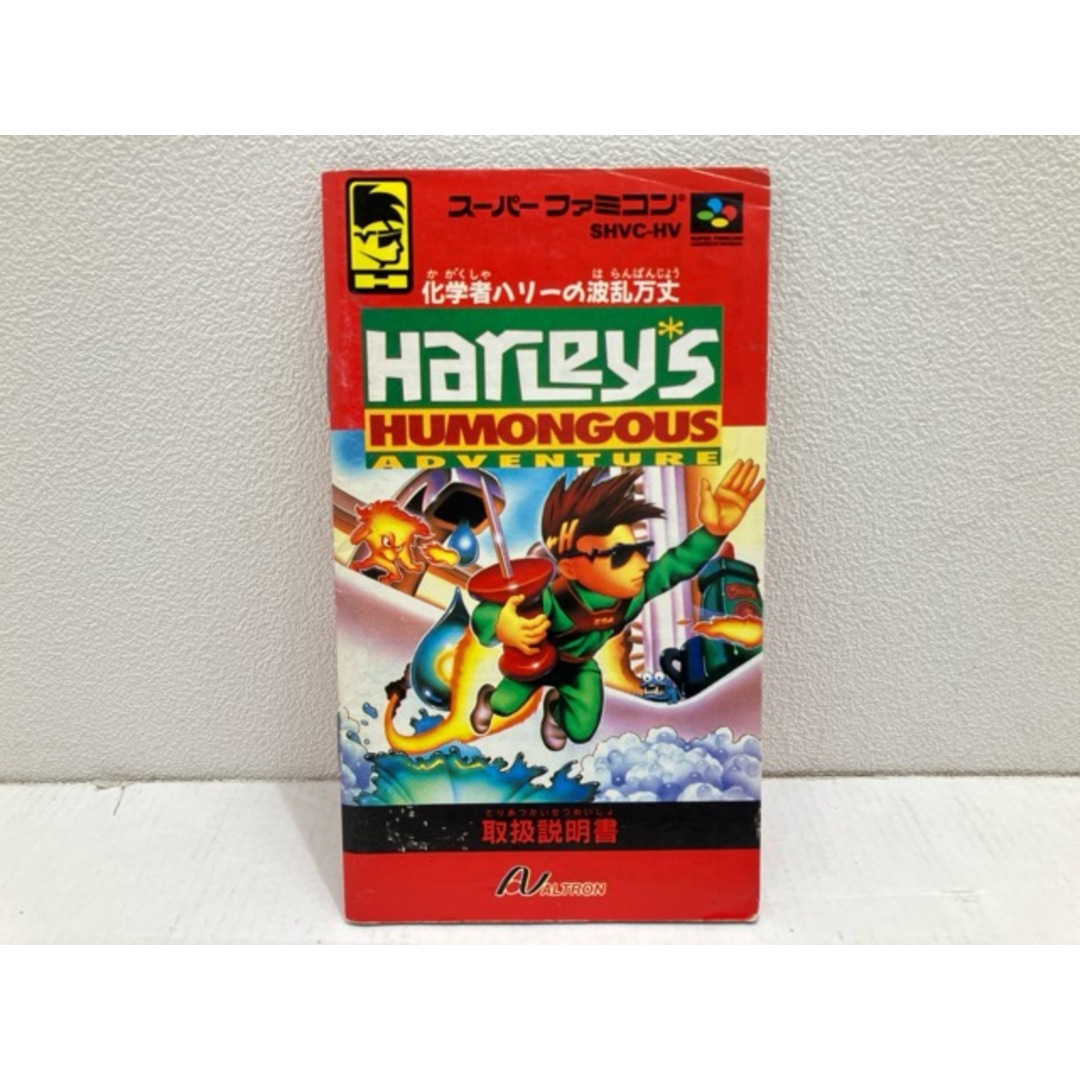 スーパーファミコン®
SHVC-HV
かがくしゃ はらんばんじょう
化学者ハリーの波乱万丈
HARLEY'S
HUMONGOUS
ADVENTURE
H
とりあつかいせつめいしょ
取扱説明書
ALTRON